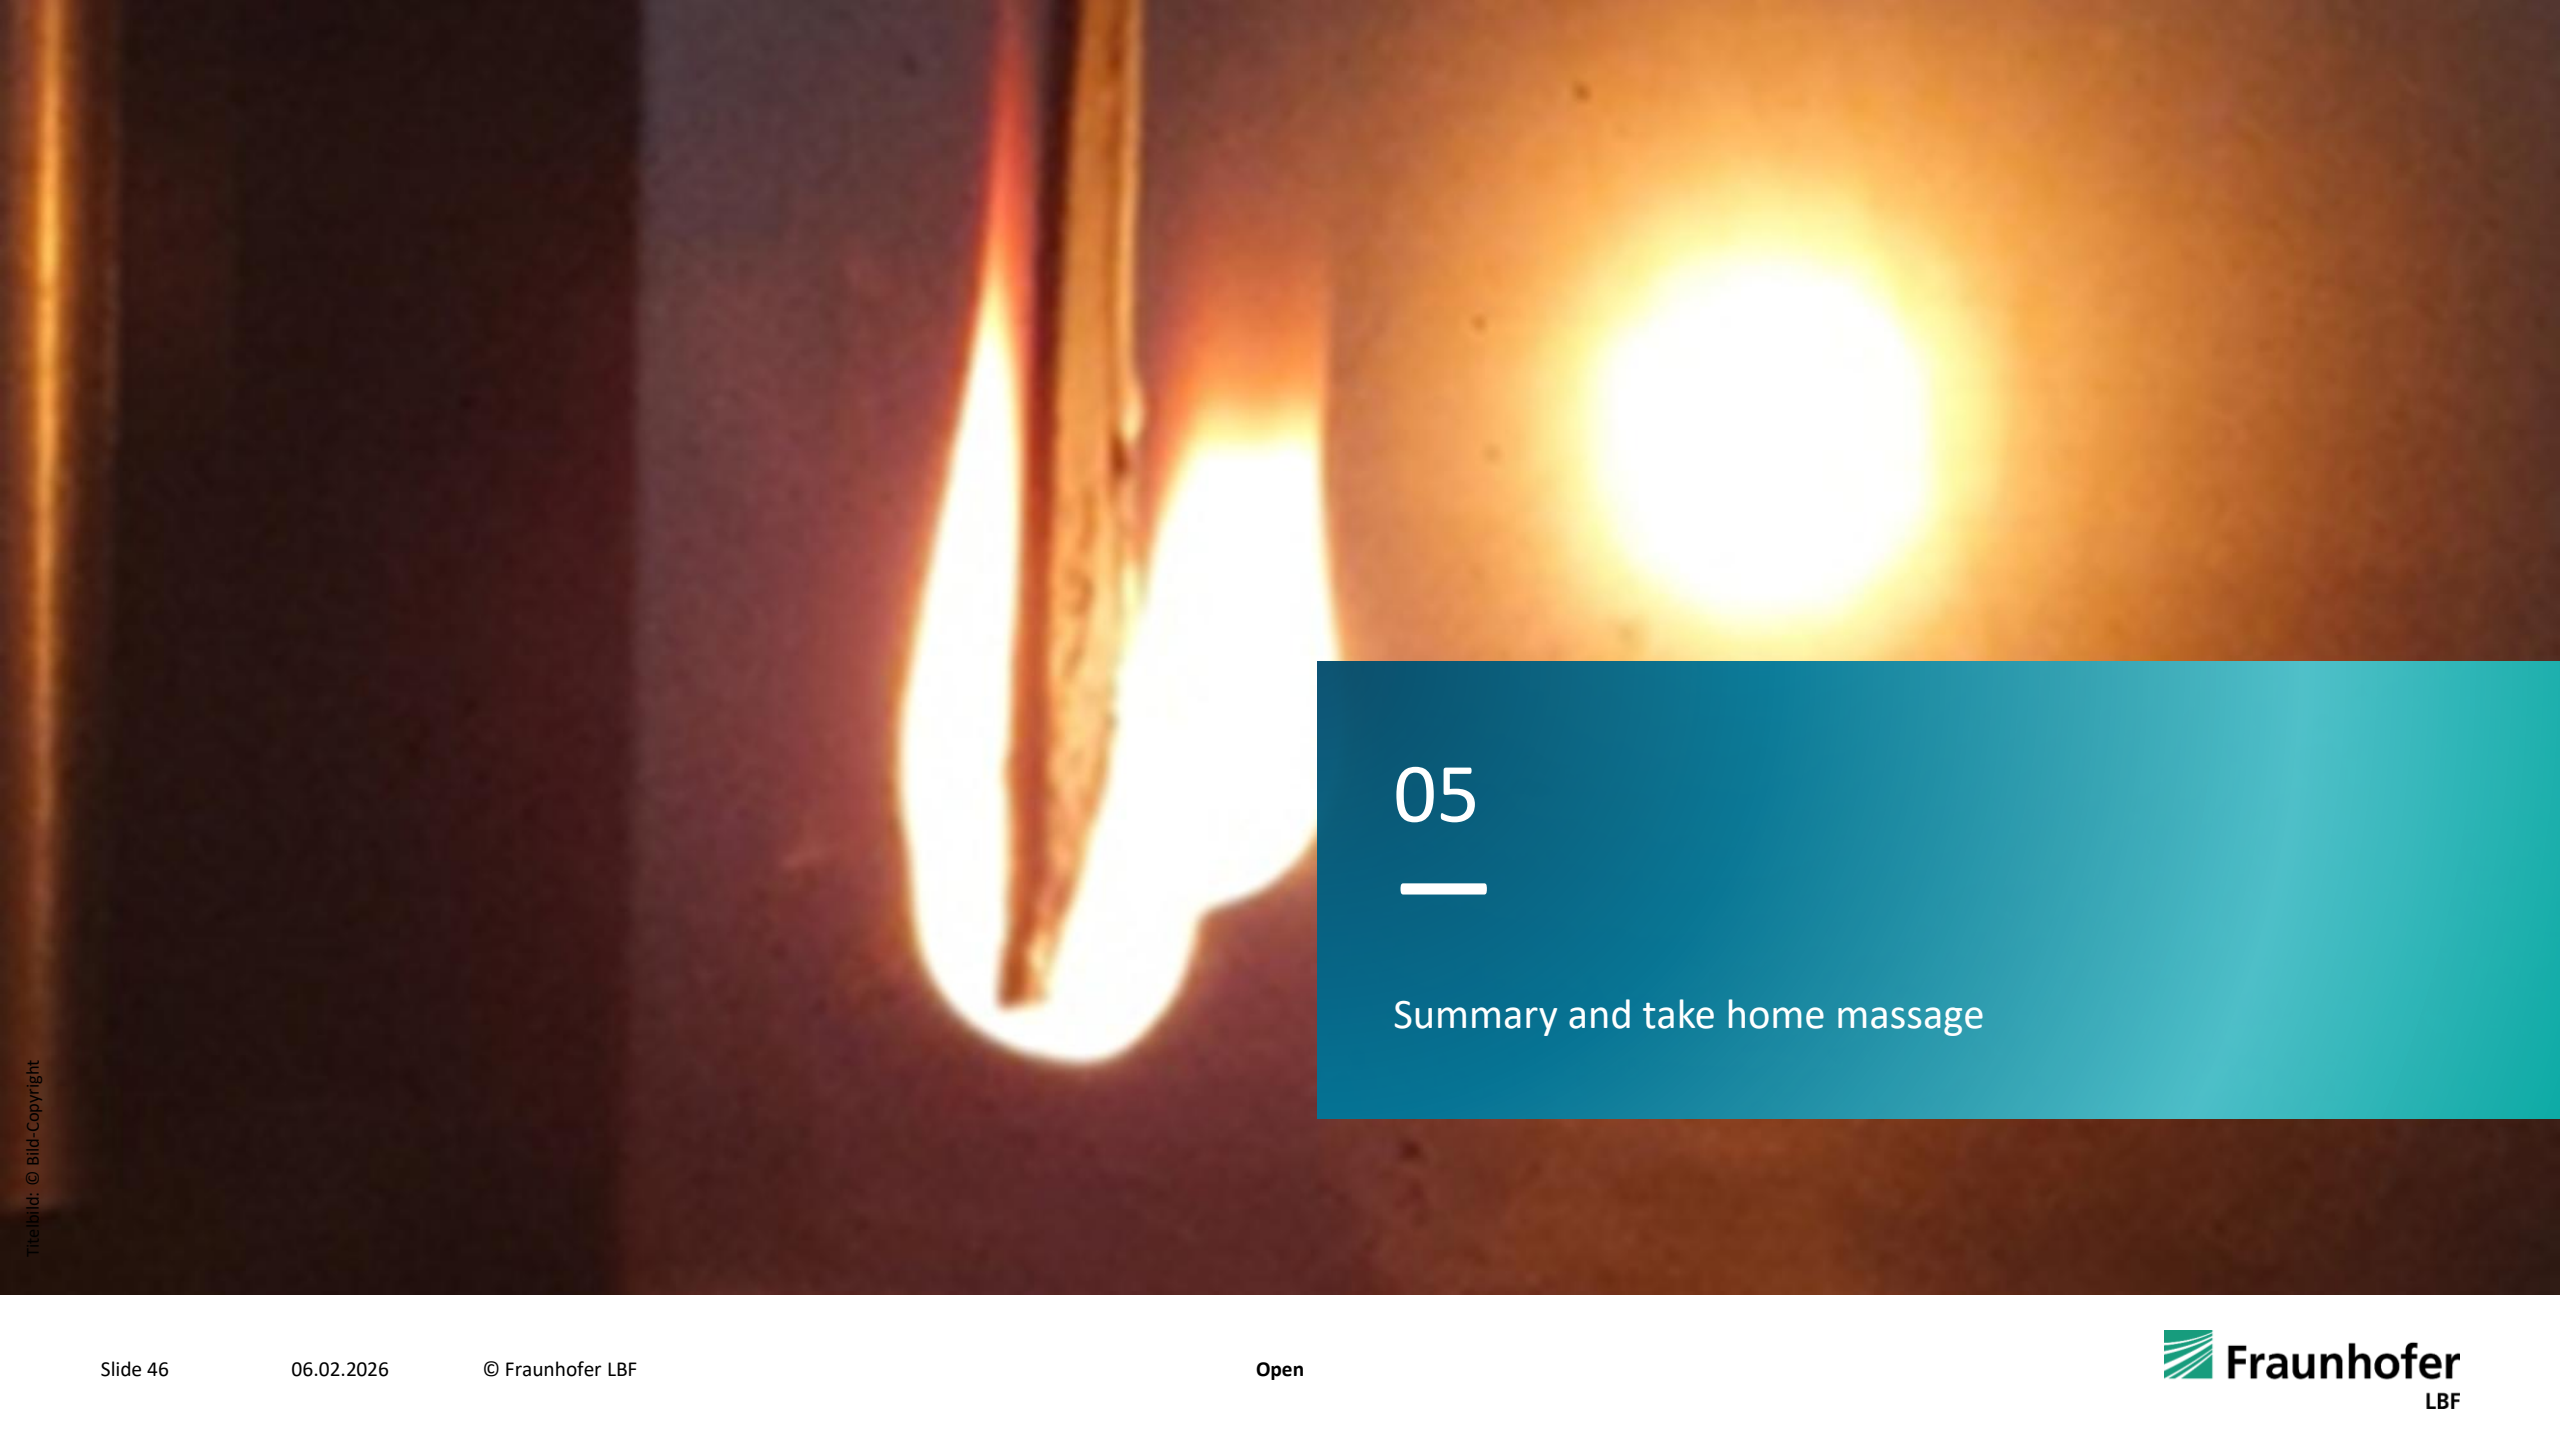 05
Summary and take home massage
Titelbild: © Bild-Copyright
Slide 46
06.02.2026
© Fraunhofer LBF
Open
Fraunhofer
LBF